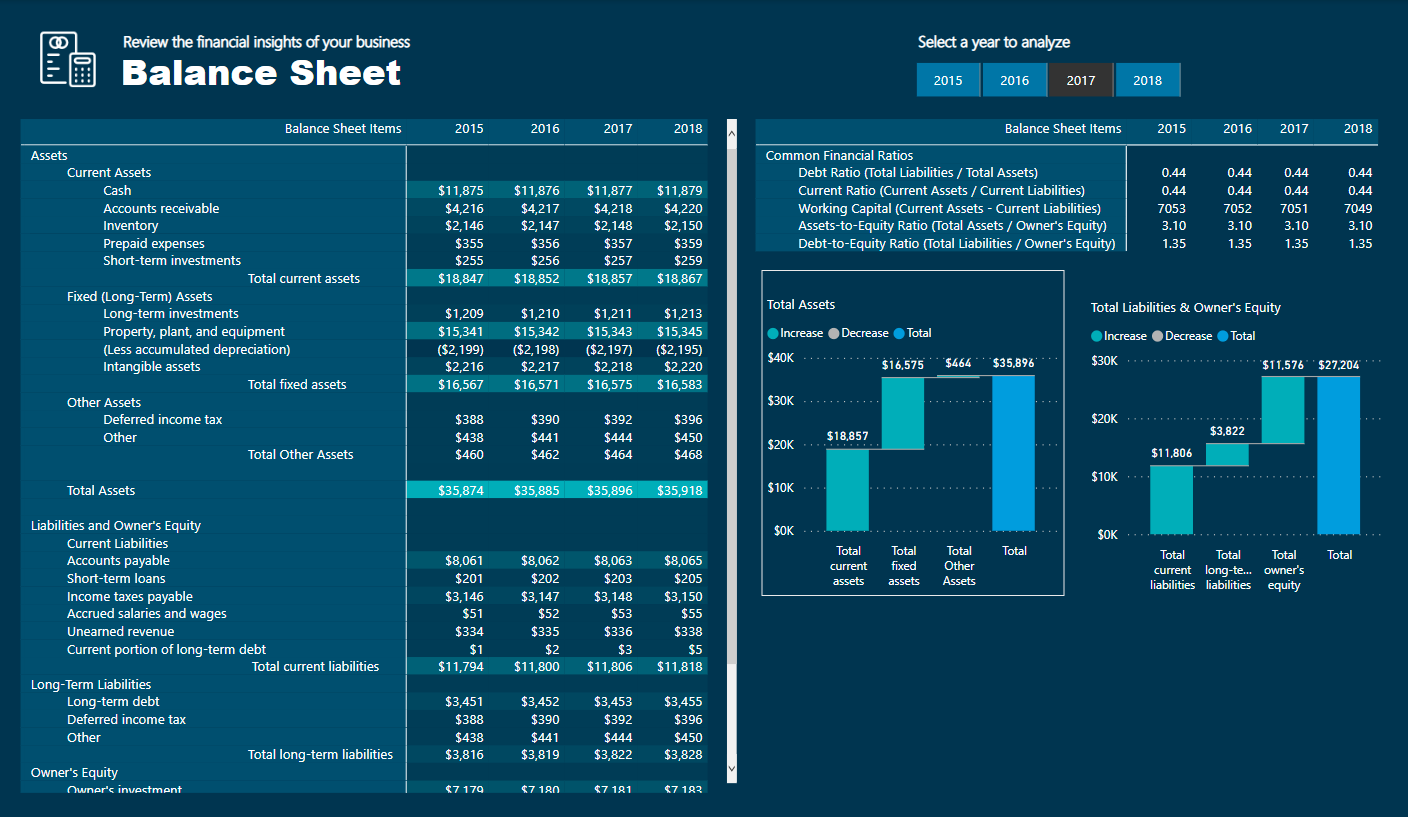 Review the financial insights of your business
Balance Sheet
Select a year to analyze
2015 2016 2017 2018
Balance Sheet Items 2015 2016 2017 2018
Assets
Current Assets
Cash $11,875 $11,876 $11,877 $11,879
Accounts receivable $4,216 $4,217 $4,218 $4,220
Inventory $2,146 $2,147 $2,148 $2,150
Prepaid expenses $355 $356 $357 $359
Short-term investments $255 $256 $257 $259
Total current assets $18,847 $18,852 $18,857 $18,867
Fixed (Long-Term) Assets
Long-term investments $1,209 $1,210 $1,211 $1,213
Property, plant, and equipment $15,341 $15,342 $15,343 $15,345
(Less accumulated depreciation) ($2,199) ($2,198) ($2,197) ($2,195)
Intangible assets $2,216 $2,217 $2,218 $2,220
Total fixed assets $16,567 $16,571 $16,575 $16,583
Other Assets
Deferred income tax $388 $390 $392 $396
Other $438 $441 $444 $450
Total Other Assets $460 $462 $464 $468
Total Assets $35,874 $35,885 $35,896 $35,918
Liabilities and Owner's Equity
Current Liabilities
Accounts payable $8,061 $8,062 $8,063 $8,065
Short-term loans $201 $202 $203 $205
Income taxes payable $3,146 $3,147 $3,148 $3,150
Accrued salaries and wages $51 $52 $53 $55
Unearned revenue $334 $335 $336 $338
Current portion of long-term debt $1 $2 $3 $5
Total current liabilities $11,794 $11,800 $11,806 $11,818
Long-Term Liabilities
Long-term debt $3,451 $3,452 $3,453 $3,455
Deferred income tax $388 $390 $392 $396
Other $438 $441 $444 $450
Total long-term liabilities $3,816 $3,819 $3,822 $3,828
Owner's Equity
Owner's investment $7,179 $7,180 $7,181 $7,183
Balance Sheet Items 2015 2016 2017 2018
Common Financial Ratios
Debt Ratio (Total Liabilities / Total Assets) 0.44 0.44 0.44 0.44
Current Ratio (Current Assets / Current Liabilities) 0.44 0.44 0.44 0.44
Working Capital (Current Assets - Current Liabilities) 7053 7052 7051 7049
Assets-to-Equity Ratio (Total Assets / Owner's Equity) 3.10 3.10 3.10 3.10
Debt-to-Equity Ratio (Total Liabilities / Owner's Equity) 1.35 1.35 1.35 1.35
Total Assets
Increase Decrease Total
$40K
$30K
$20K
$10K
$0K
$18,857 $16,575 $464 $35,896
Total current assets
Total fixed assets
Total Other Assets
Total
Total Liabilities & Owner's Equity
Increase Decrease Total
$30K
$20K
$10K
$0K
$11,806 $3,822 $11,576 $27,204
Total current liabilities
Total long-te... liabilities
Total owner's equity
Total